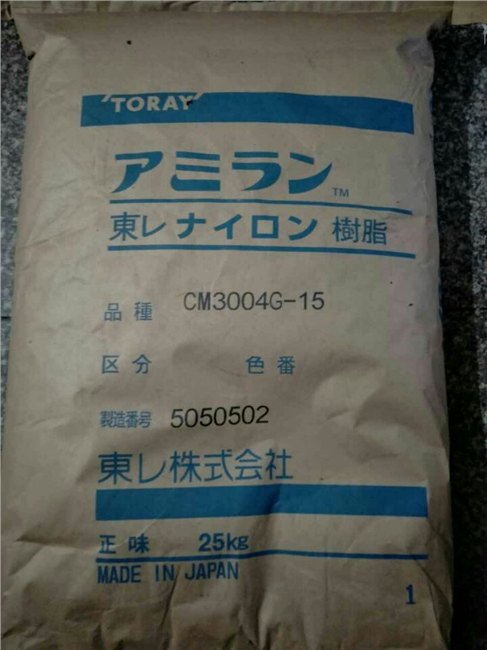 TORAY
アミラン™
東レナイロン樹脂
品種 CM3004G-15
区分 色番
製造番号 5050502
東レ株式会社
正味 25kg
MADE IN JAPAN
1